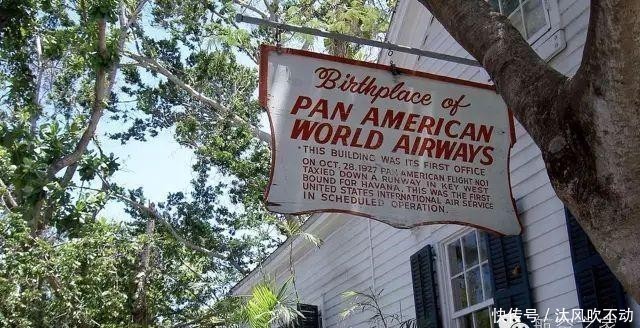 Birthplace of
PAN AMERICAN
WORLD AIRWAYS
• THIS BUILDING WAS ITS FIRST OFFICE
ON OCT. 28, 1927 PAN AMERICAN FLIGHT NO1
TAXIED DOWN A RUNWAY IN KEY WEST
BOUND FOR HAVANA, THIS WAS THE FIRST
UNITED STATES INTERNATIONAL AIR SERVICE
IN SCHEDULED OPERATION.
快传号/沐风吹不动